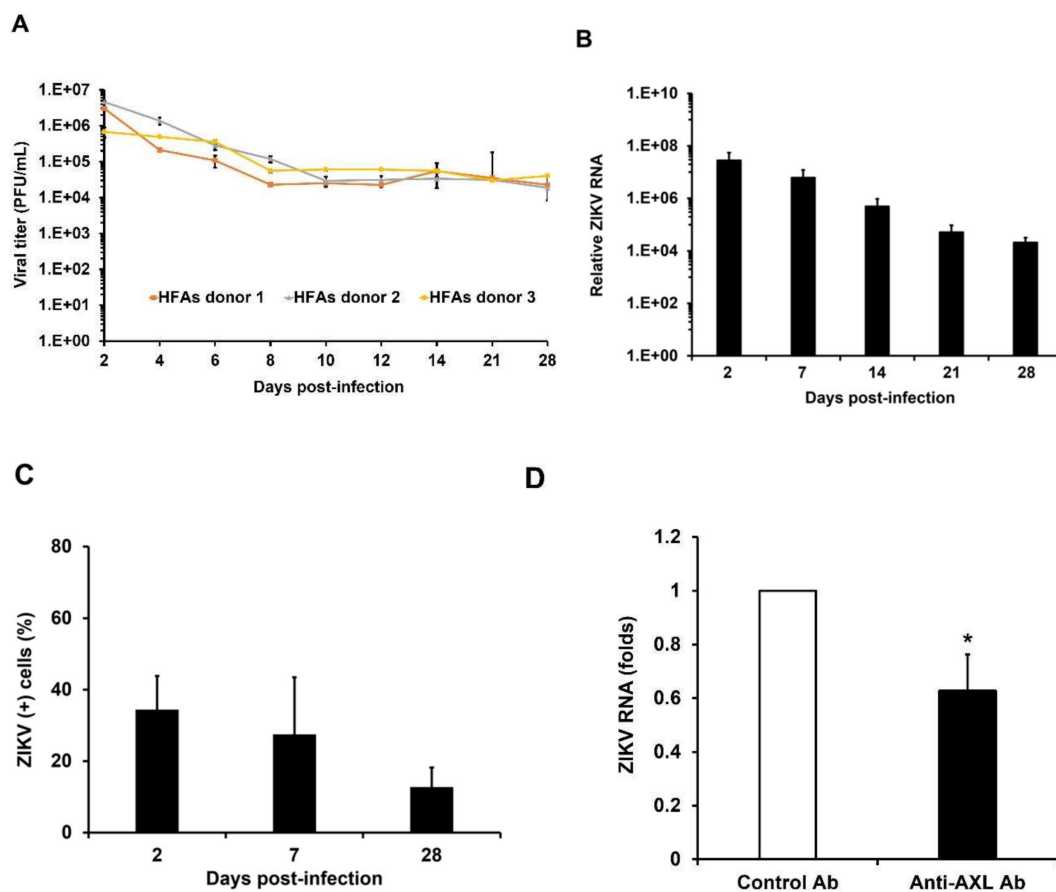 A
Viral titer (PFU/mL)
1.E+07
1.E+06
1.E+05
1.E+04
1.E+03
1.E+02
1.E+01
1.E+00
HFAs donor 1 HFAs donor 2 HFAs donor 3
2 4 6 8 10 12 14 21 28
Days post-infection
B
Relative ZIKV RNA
1.E+10
1.E+08
1.E+06
1.E+04
1.E+02
1.E+00
2 7 14 21 28
Days post-infection
C
ZIKV (+) cells (%)
80
60
40
20
0
2 7 28
Days post-infection
D
ZIKV RNA (folds)
1.2
1
0.8
0.6
0.4
0.2
0
*
Control Ab Anti-AXL Ab